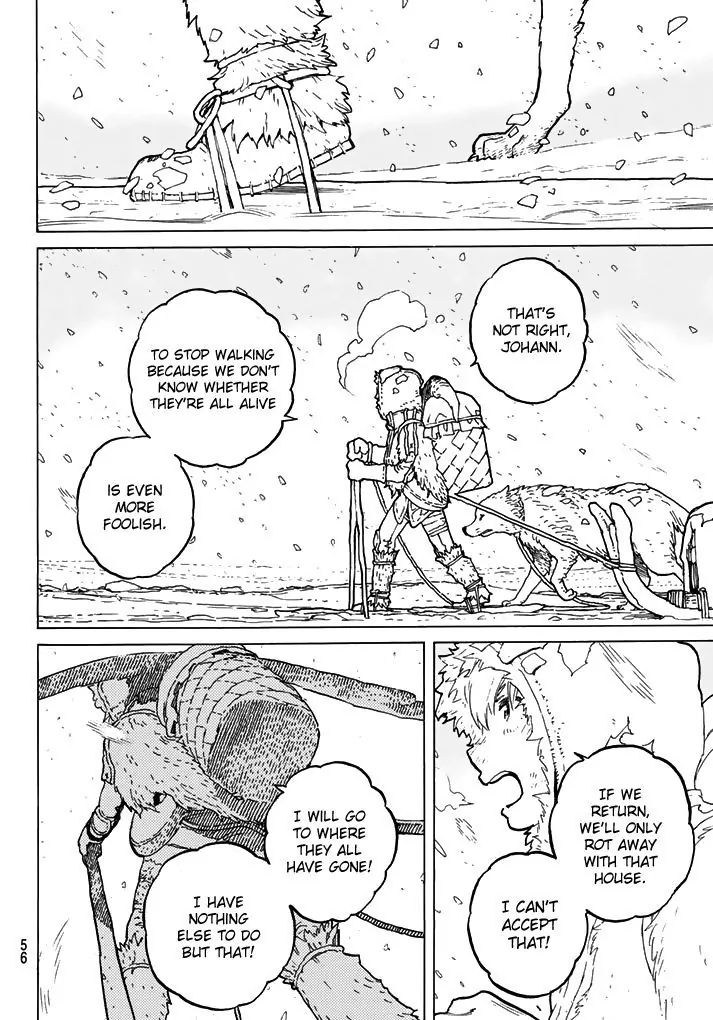 THAT'S
NOT RIGHT,
JOHANN.
TO STOP WALKING
BECAUSE WE DON'T
KNOW WHETHER
THEY'RE ALL ALIVE
IS EVEN
MORE
FOOLISH.
IF WE
RETURN,
WE'LL ONLY
ROT AWAY
WITH THAT
HOUSE.
I CAN'T
ACCEPT
THAT!
I WILL GO
TO WHERE
THEY ALL
HAVE GONE!
I HAVE
NOTHING
ELSE TO DO
BUT THAT!
56